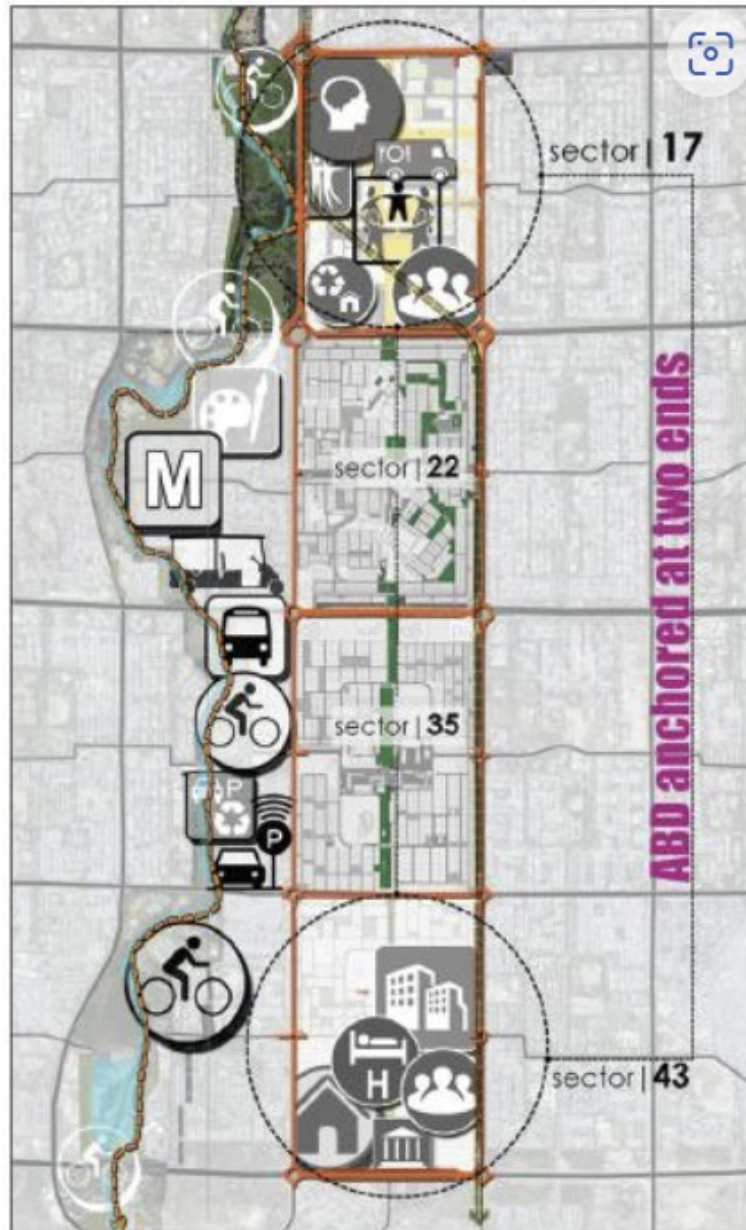 sector | 17
sector | 22
M
sector | 35
P
P
H
sector | 43
ABD anchored at two ends